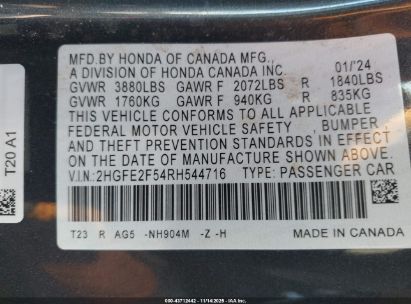 MFD.BY HONDA OF CANADA MFG.,
A DIVISION OF HONDA CANADA INC 01/'24
GVWR 3880LBS GAWR F 2072LBS R 1840LBS
GVWR 1760KG GAWR F 940KG R 835KG
THIS VEHICLE CONFORMS TO ALL APPLICABLE
FEDERAL MOTOR VEHICLE SAFETY , BUMPER
AND THEFT PREVENTION STANDARDS IN EFFECT
ON THE DATE OF MANUFACTURE SHOWN ABOVE.
V.I.N:2HGFE2F54RH544716 TYPE: PASSENGER CAR
T23 R AG5 -NH904M -Z -H MADE IN CANADA
T20 A1
000-43712442 - 11/14/2025 - IAAI.com